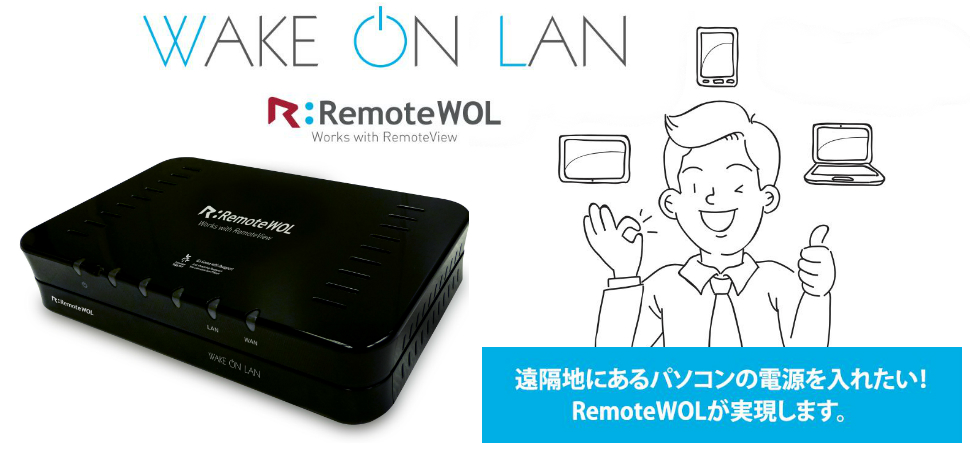 WAKE ON LAN
R:RemoteWOL
Works with RemoteView
R:RemoteWOL
Works with RemoteView
R:RemoteWOL
LAN
WAN
WAKE ON LAN
遠隔地にあるパソコンの電源を入れたい!
RemoteWOLが実現します。